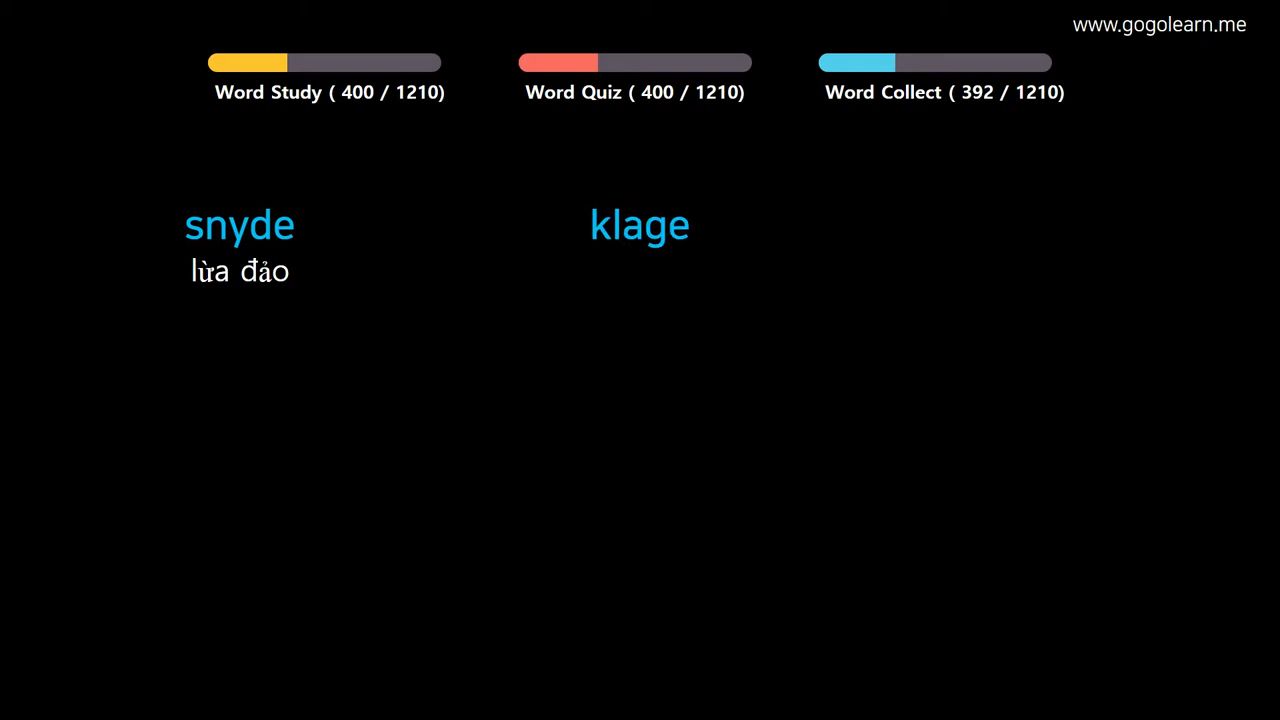 www.gogolearn.me
Word Study ( 400 / 1210)
Word Quiz ( 400 / 1210)
Word Collect ( 392 / 1210)
snyde
lừa đảo
klage